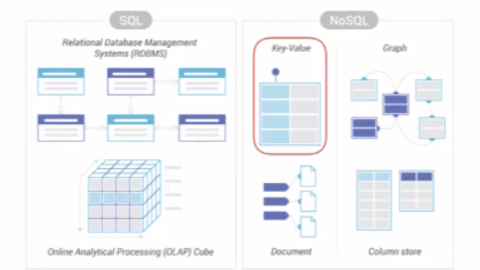 SQL
NoSQL
Relational Database Management
Systems (RDBMS)
Key-Value
Graph
Online Analytical Processing (OLAP) Cube
Document
Column store